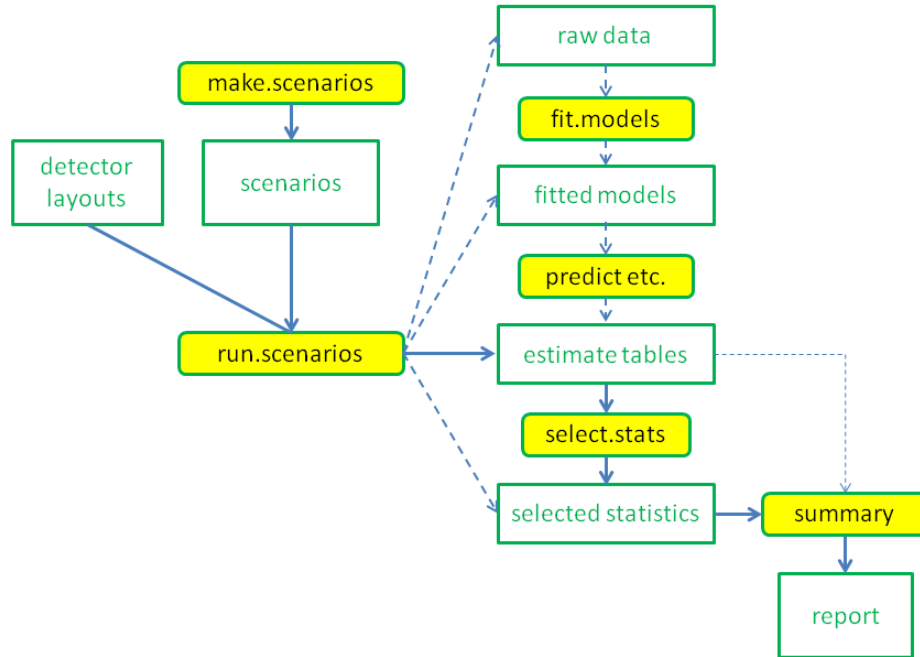 raw data
make.scenarios
fit.models
detector
layouts
scenarios
fitted models
predict etc.
run.scenarios
estimate tables
select.stats
selected statistics
summary
report